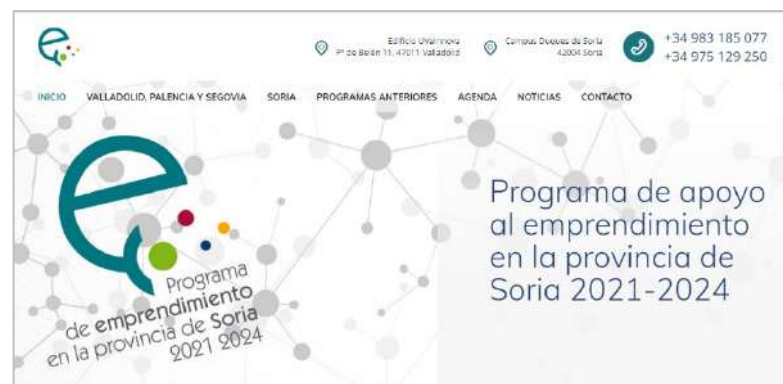 Edificio UVainnova
Pº de Belén 11, 47011 Valladolid
Campus Duques de Soria
42004 Soria
+34 983 185 077
+34 975 129 250
INICIO VALLADOLID, PALENCIA Y SEGOVIA SORIA PROGRAMAS ANTERIORES AGENDA NOTICIAS CONTACTO
Programa
de emprendimiento
en la provincia de Soria
2021 2024
Programa de apoyo
al emprendimiento
en la provincia de
Soria 2021-2024